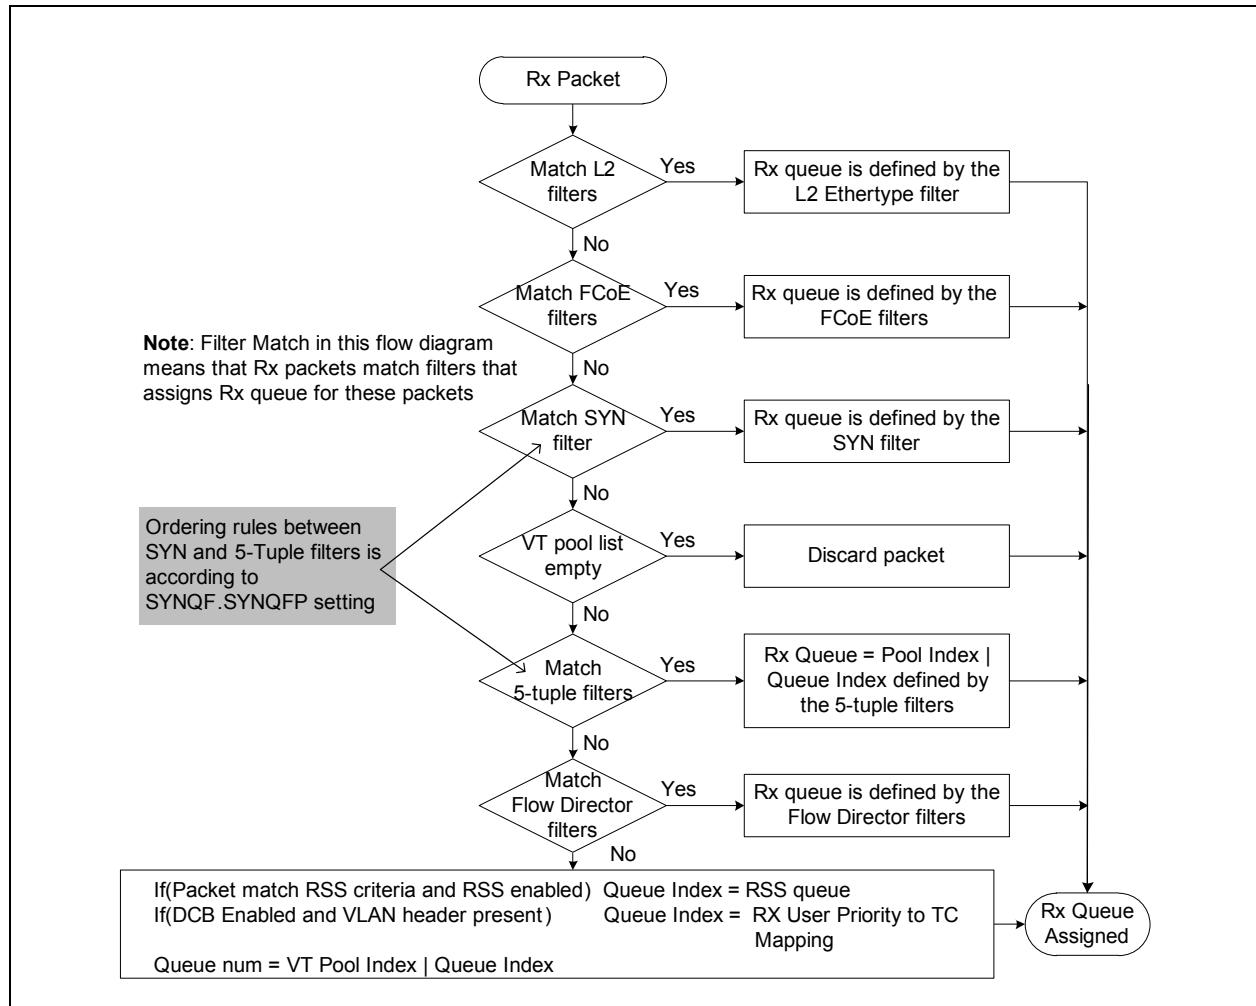 Rx Packet
Match L2
filters
Yes
Rx queue is defined by the
L2 Ethertype filter
No
Match FCoE
filters
Yes
Rx queue is defined by the
FCoE filters
Note: Filter Match in this flow diagram
means that Rx packets match filters that
assigns Rx queue for these packets
No
Match SYN
filter
Yes
Rx queue is defined by the
SYN filter
No
Ordering rules between
SYN and 5-Tuple filters is
according to
SYNQF.SYNQFP setting
VT pool list
empty
Yes
Discard packet
No
Match
5-tuple filters
Yes
Rx Queue = Pool Index |
Queue Index defined by
the 5-tuple filters
No
Match
Flow Director
filters
Yes
Rx queue is defined by the
Flow Director filters
No
If(Packet match RSS criteria and RSS enabled) Queue Index = RSS queue
If(DCB Enabled and VLAN header present) Queue Index = RX User Priority to TC
Mapping
Queue num = VT Pool Index | Queue Index
Rx Queue
Assigned